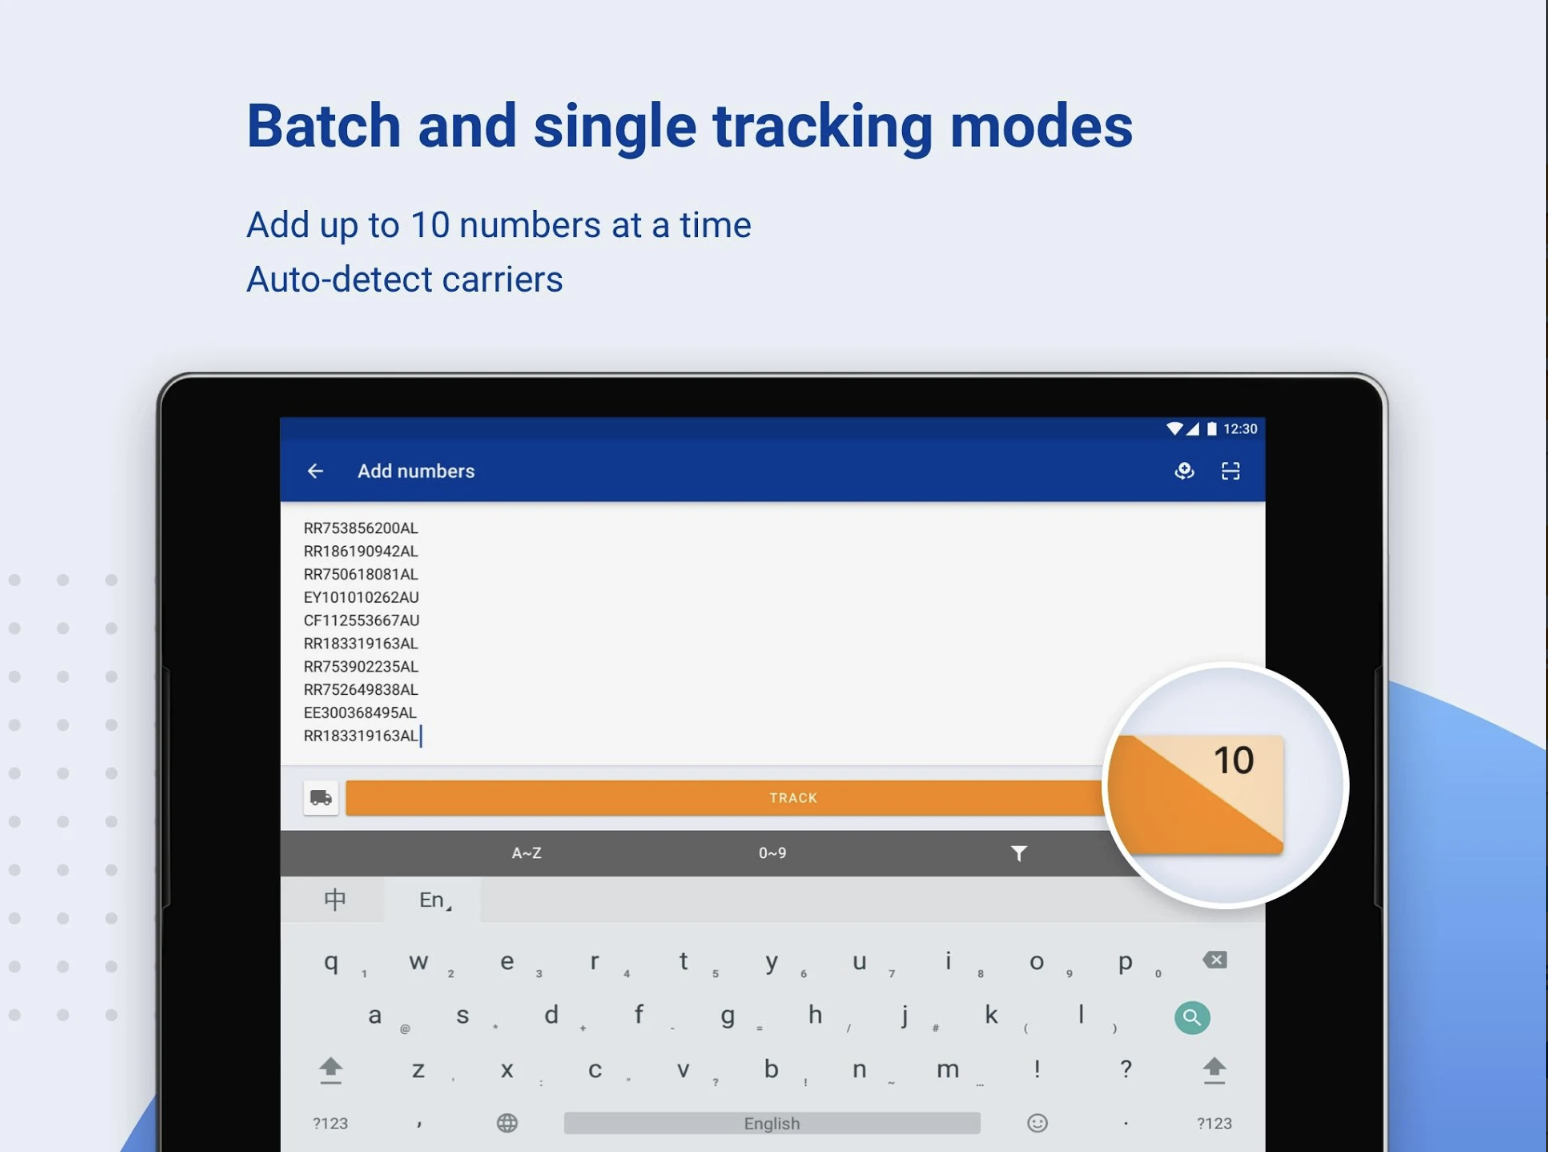 Batch and single tracking modes
Add up to 10 numbers at a time
Auto-detect carriers
12:30
Add numbers
RR753856200AL
RR186190942AL
RR750618081AL
EY101010262AU
CF112553667AU
RR183319163AL
RR753902235AL
RR752649838AL
EE300368495AL
RR183319163AL
10
TRACK
A~Z 0~9
中 En
q 1 w 2 e 3 r 4 t 5 y 6 u 7 i 8 o 9 p 0
a @ s * d + f - g = h / j # k ( l )
z ' x : c " v ? b ! n ~ m … ! ?
?123 , English . ?123